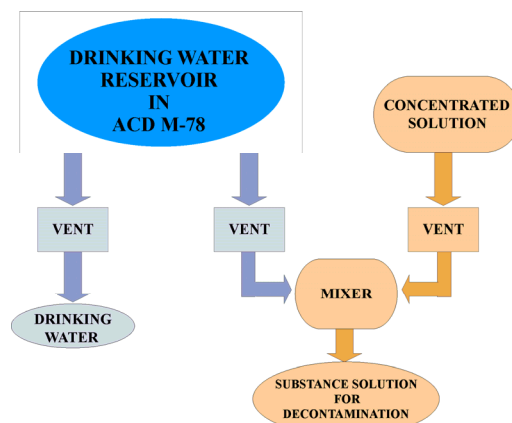 DRINKING WATER
RESERVOIR
IN
ACD M-78
CONCENTRATED
SOLUTION
VENT
VENT
VENT
MIXER
DRINKING
WATER
SUBSTANCE SOLUTION
FOR
DECONTAMINATION